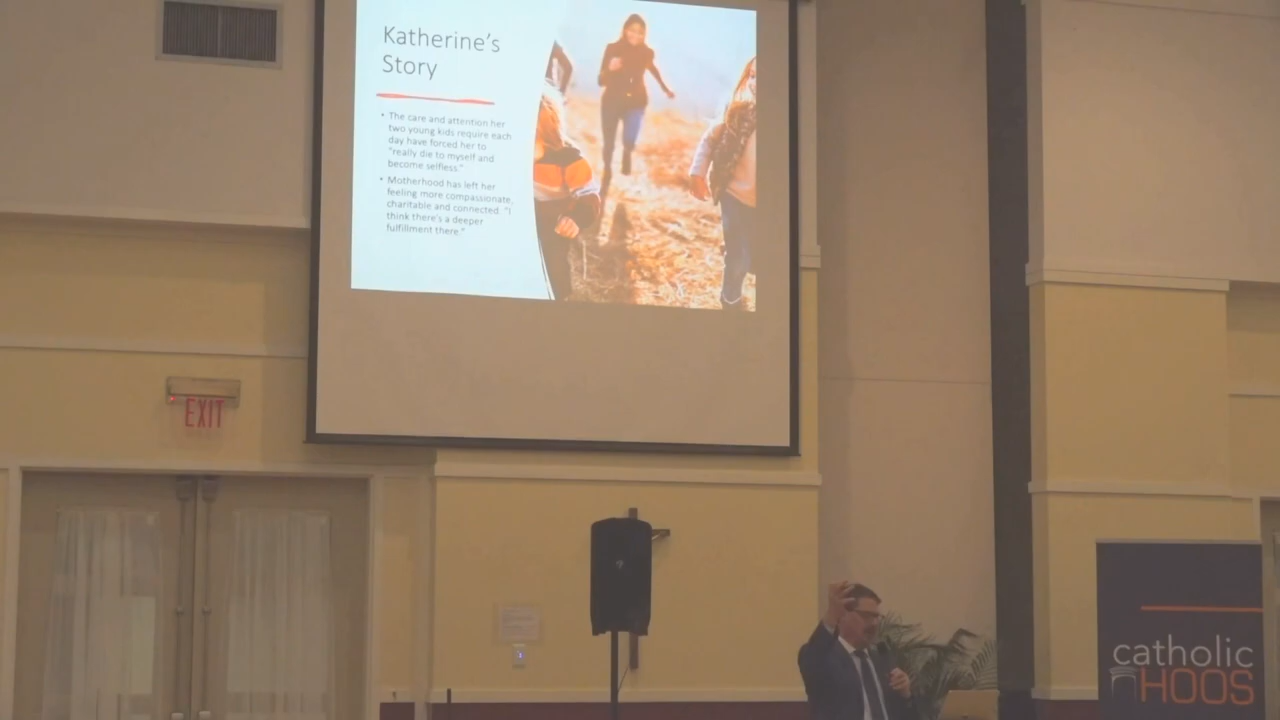 Katherine's
Story
• The care and attention her
two young kids require each
day have forced her to
"really die to myself and
become selfless."
• Motherhood has left her
feeling more compassionate,
charitable and connected. "I
think there's a deeper
fulfillment there."
EXIT
catholic
HOOS